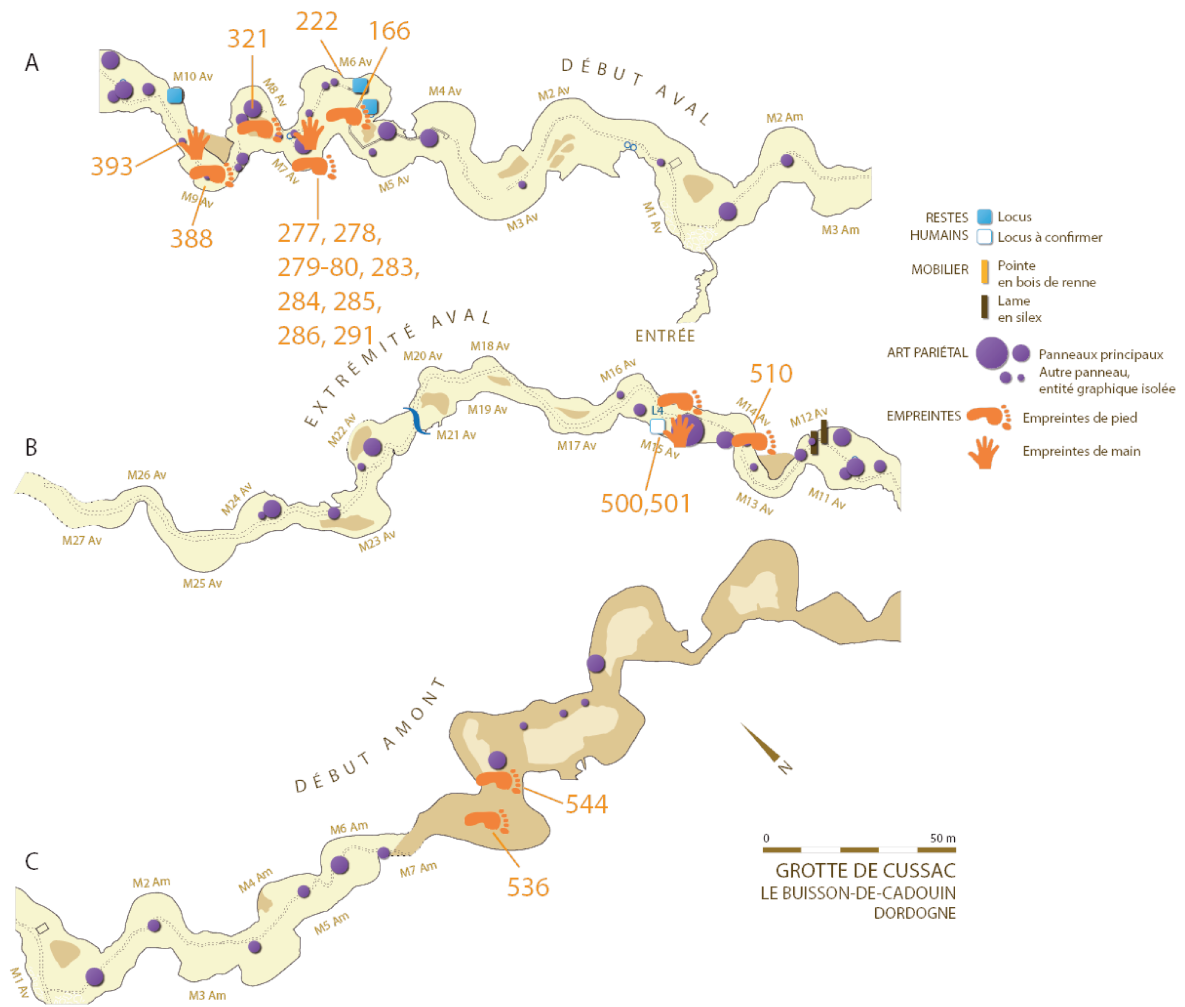 A
321
222
166
M10 Av
M8 Av
M6 Av
M4 Av
M2 Av
DÉBUT AVAL
M2 Am
393
M9 Av
388
M7 Av
M5 Av
M3 Av
M1 Av
M3 Am
277, 278,
279-80, 283,
284, 285,
286, 291
RESTES
HUMAINS
Locus
Locus à confirmer
MOBILIER
Pointe
en bois de renne
Lame
en silex
ART PARIÉTAL
Panneaux principaux
Autre panneau,
entité graphique isolée
EMPREINTES
Empreintes de pied
Empreintes de main
B
EXTRÉMITÉ AVAL
ENTRÉE
M20 Av
M18 Av
M16 Av
L4
M14 Av
510
M12 Av
M22 Av
M21 Av
M19 Av
M17 Av
M15 Av
500,501
M13 Av
M11 Av
M26 Av
M24 Av
M27 Av
M25 Av
M23 Av
C
DÉBUT AMONT
544
536
M6 Am
M7 Am
M4 Am
M5 Am
M2 Am
M3 Am
M1 Av
N
0
50 m
GROTTE DE CUSSAC
LE BUISSON-DE-CADOUIN
DORDOGNE